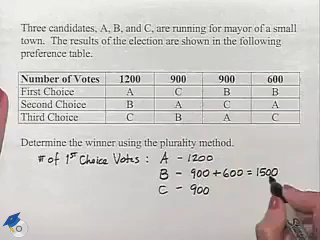 Three candidates, A, B, and C, are running for mayor of a small
town. The results of the election are shown in the following
preference table.
Number of Votes 1200 900 900 600
First Choice A C B B
Second Choice B A C A
Third Choice C B A C
Determine the winner using the plurality method.
# of 1st Choice Votes: A - 1200
B - 900 + 600 = 1500
C - 900